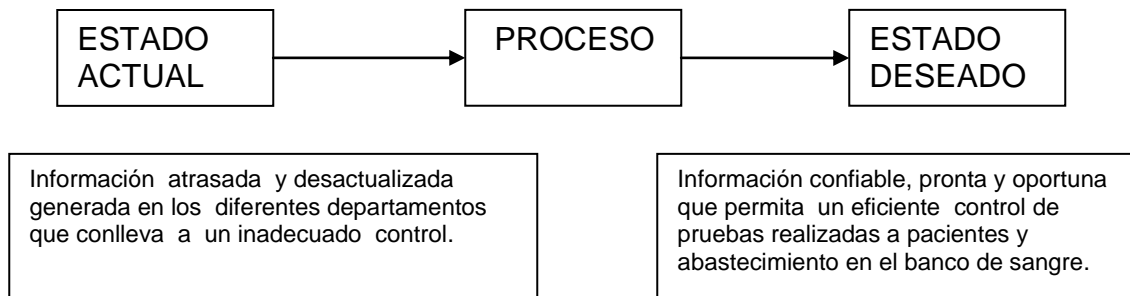 ESTADO
ACTUAL
PROCESO
ESTADO
DESEADO
Información atrasada y desactualizada
generada en los diferentes departamentos
que conlleva a un inadecuado control.
Información confiable, pronta y oportuna
que permita un eficiente control de
pruebas realizadas a pacientes y
abastecimiento en el banco de sangre.